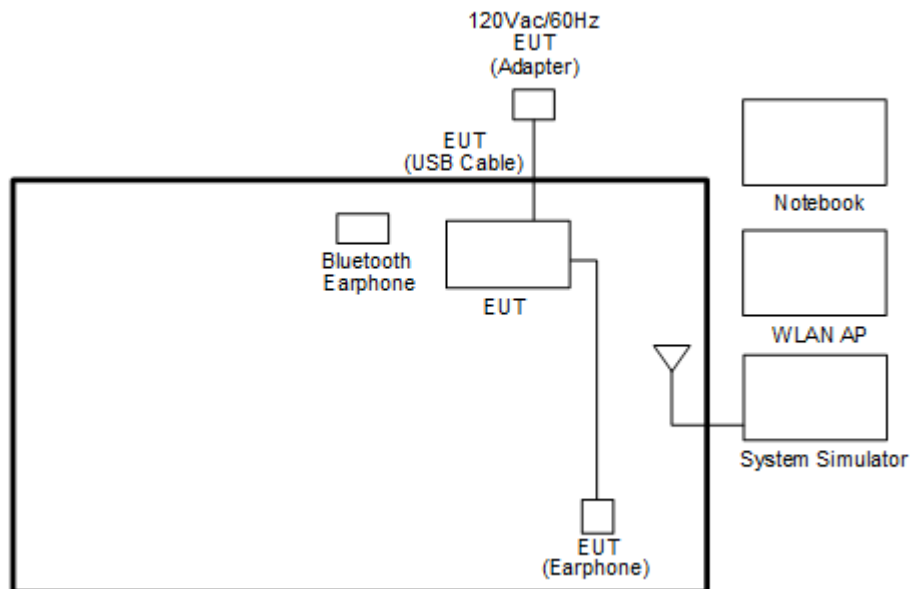 120Vac/60Hz
EUT
(Adapter)
EUT
(USB Cable)
Notebook
Bluetooth
Earphone
EUT
WLAN AP
System Simulator
EUT
(Earphone)